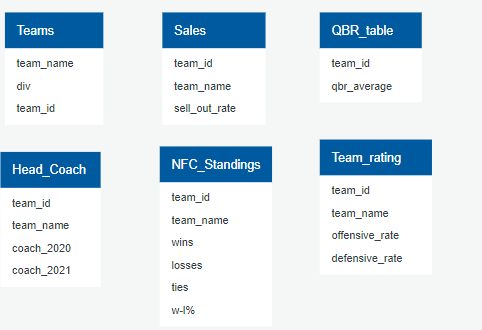 Teams
team_name
div
team_id
Sales
team_id
team_name
sell_out_rate
QBR_table
team_id
qbr_average
Head_Coach
team_id
team_name
coach_2020
coach_2021
NFC_Standings
team_id
team_name
wins
losses
ties
w-l%
Team_rating
team_id
team_name
offensive_rate
defensive_rate